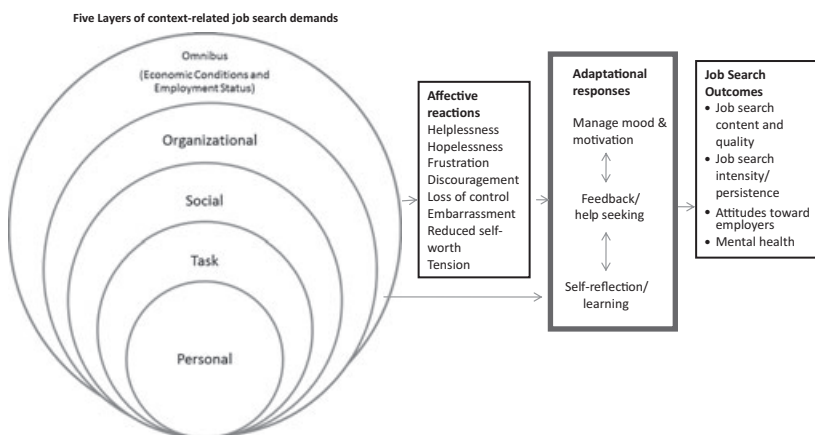 Five Layers of context-related job search demands
Omnibus
(Economic Conditions and
Employment Status)
Organizational
Social
Task
Personal
Affective
reactions
Helplessness
Hopelessness
Frustration
Discouragement
Loss of control
Embarrassment
Reduced self-
worth
Tension
Adaptational
responses
Manage mood &
motivation
Feedback/
help seeking
Self-reflection/
learning
Job Search
Outcomes
• Job search
content and
quality
• Job search
intensity/
persistence
• Attitudes toward
employers
• Mental health